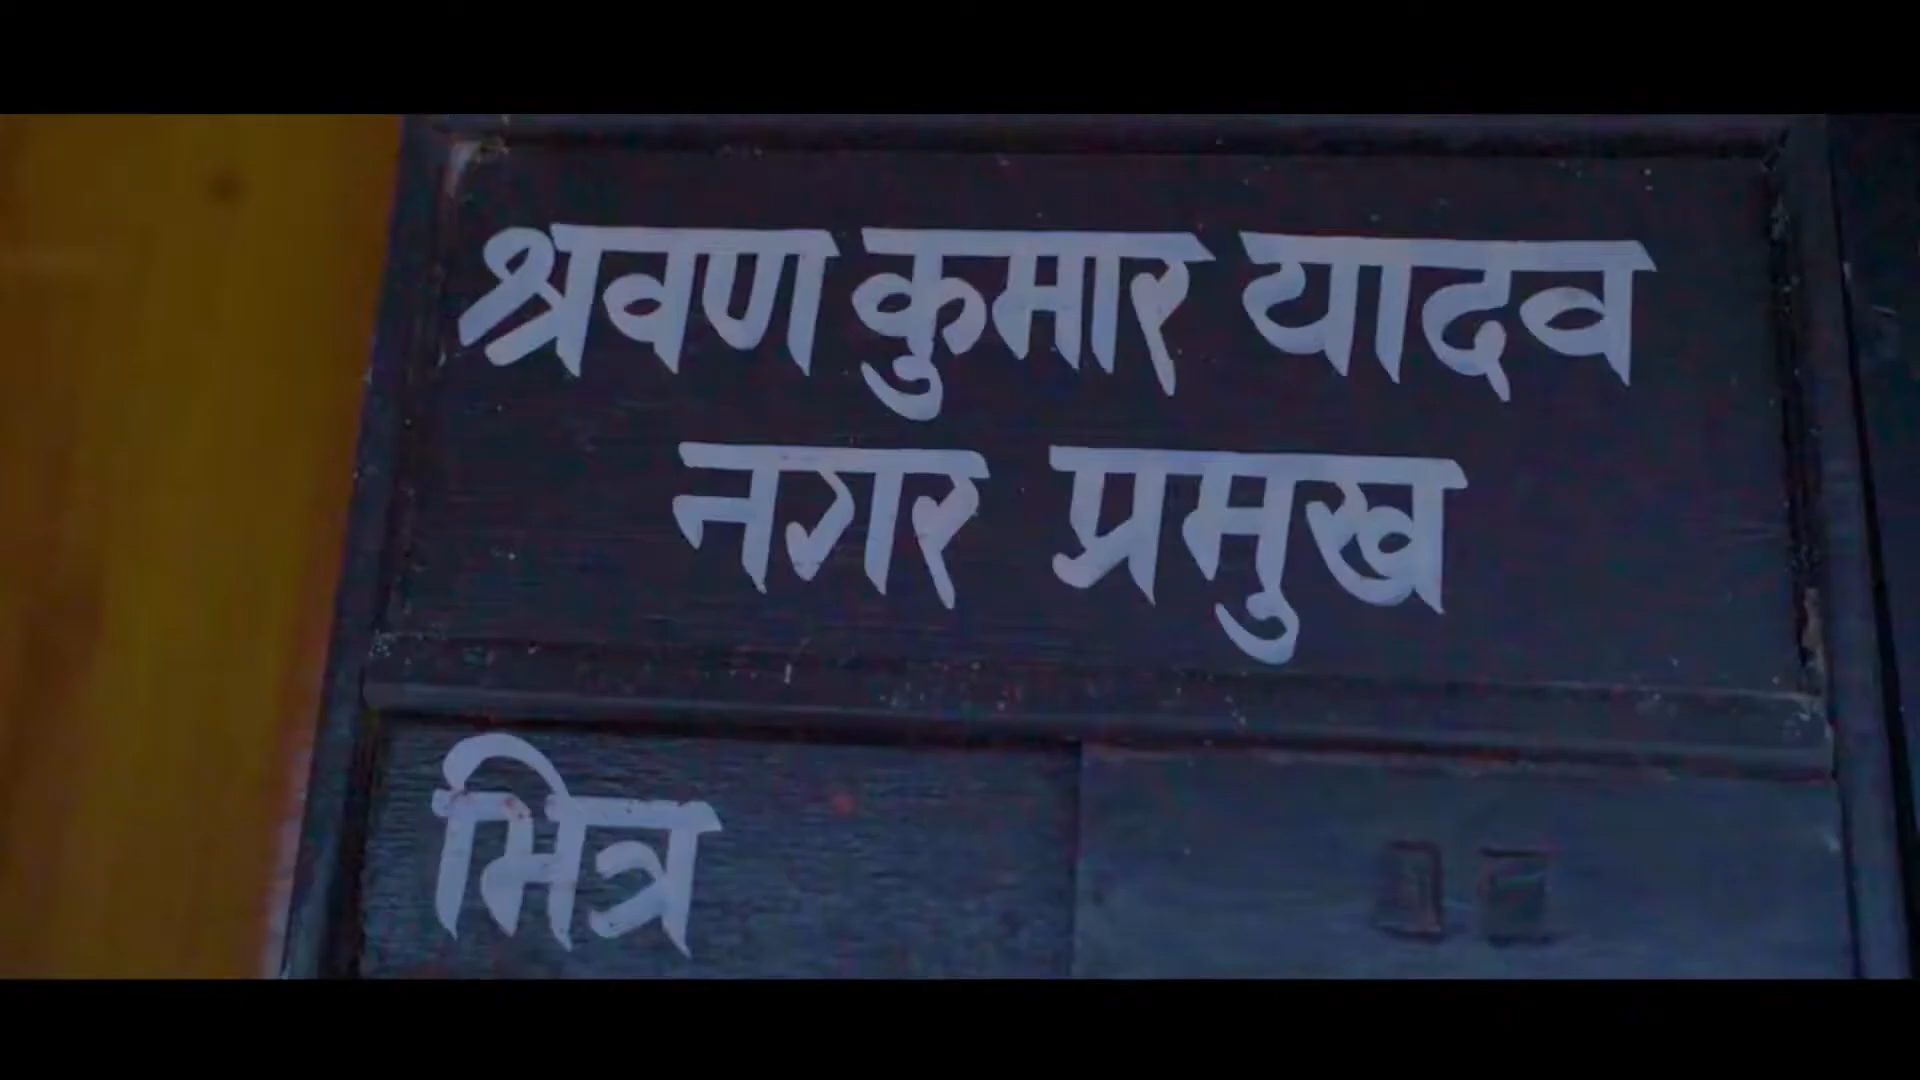 श्रवण कुमार यादव
नगर प्रमुख
भित्र